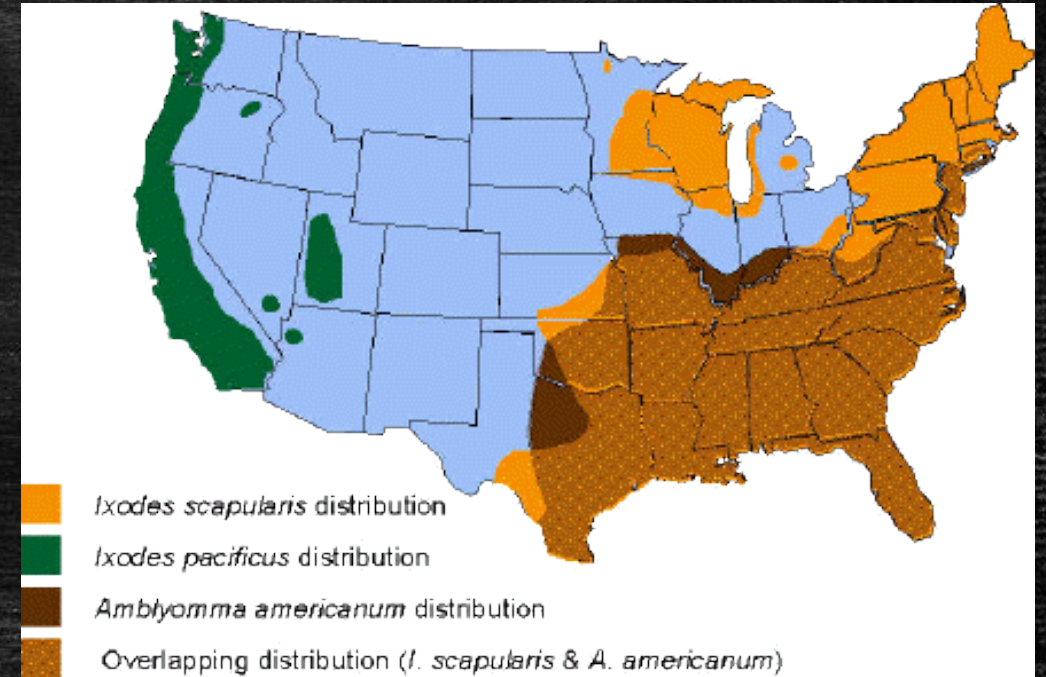 Ixodes scapularis distribution
Ixodes pacificus distribution
Amblyomma americanum distribution
Overlapping distribution (I. scapularis & A. americanum)